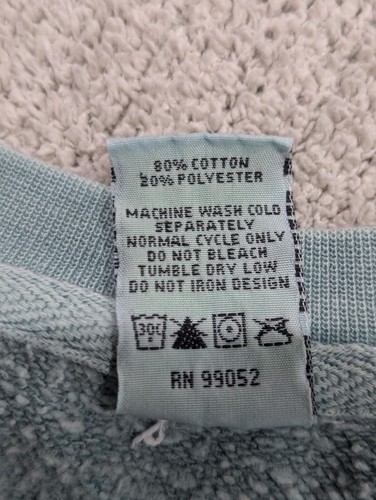 80% COTTON
20% POLYESTER
MACHINE WASH COLD
SEPARATELY
NORMAL CYCLE ONLY
DO NOT BLEACH
TUMBLE DRY LOW
DO NOT IRON DESIGN
30C
RN 99052